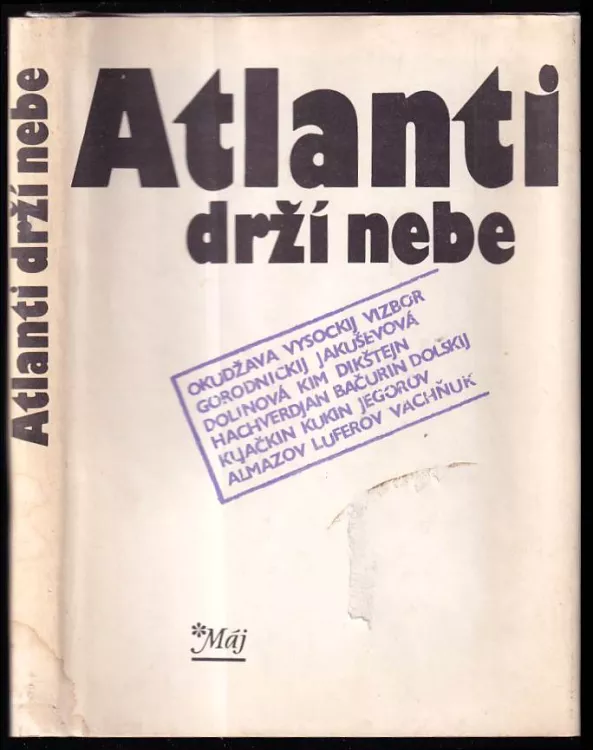 Atlanti drží nebe
Atlanti
drží nebe
OKUDŽAVA VYSOCKIJ VIZBOR
GORODNICKIJ JAKUŠEVOVÁ
DOLINOVÁ KIM DIKŠTEJN
HACHVERDJAN BAČURIN DOLSKIJ
KLJAČKIN KUKIN JEGOROV
ALMAZOV LUFEROV VACHŇUK
*Máj